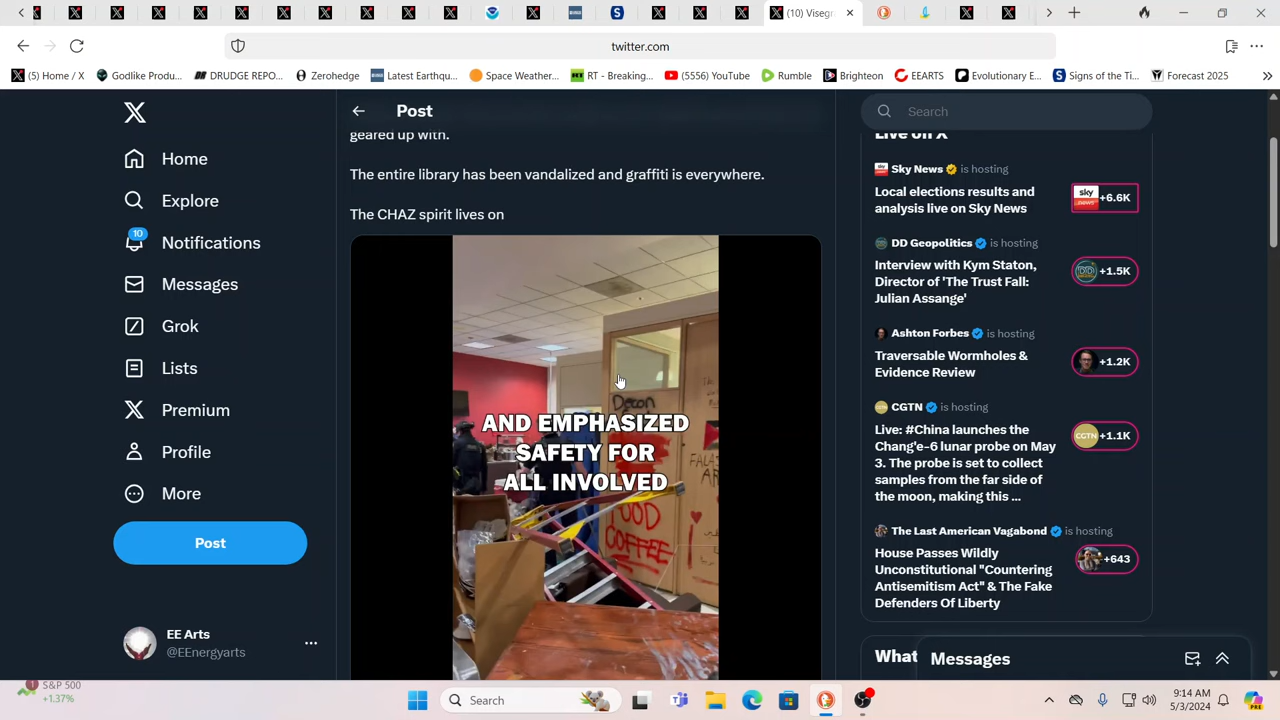 (10) Visegr
twitter.com
(5) Home / X
Godlike Produ...
DRUDGE REPO...
Zerohedge
Latest Earthqu...
Space Weather...
RT - Breaking...
(5556) YouTube
Rumble
Brighteon
EEARTS
Evolutionary E...
Signs of the Ti...
Forecast 2025
Home
Explore
10
Notifications
Messages
Grok
Lists
Premium
Profile
More
Post
EE Arts
@EEnergyarts
Post
geared up with.
The entire library has been vandalized and graffiti is everywhere.
The CHAZ spirit lives on
Decon
AND EMPHASIZED
SAFETY FOR
ALL INVOLVED
FOOD
COFFEE
Search
Live on X
Sky News is hosting
Local elections results and
analysis live on Sky News
sky news
+6.6K
DD Geopolitics is hosting
Interview with Kym Staton,
Director of 'The Trust Fall:
Julian Assange'
+1.5K
Ashton Forbes is hosting
Traversable Wormholes &
Evidence Review
+1.2K
CGTN is hosting
Live: #China launches the
Chang'e-6 lunar probe on May
3. The probe is set to collect
samples from the far side of
the moon, making this ...
CGTN
+1.1K
The Last American Vagabond is hosting
House Passes Wildly
Unconstitutional "Countering
Antisemitism Act" & The Fake
Defenders Of Liberty
+643
What
Messages
1
S&P 500
+1.37%
Search
9:14 AM
5/3/2024
PRE